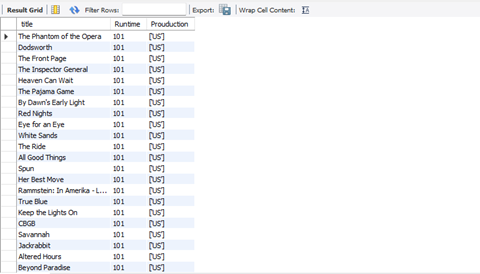 Result Grid Filter Rows: Export: Wrap Cell Content:
title Runtime Prouduction
The Phantom of the Opera 101 ['US']
Dodsworth 101 ['US']
The Front Page 101 ['US']
The Inspector General 101 ['US']
Heaven Can Wait 101 ['US']
The Pajama Game 101 ['US']
By Dawn's Early Light 101 ['US']
Red Nights 101 ['US']
Eye for an Eye 101 ['US']
White Sands 101 ['US']
The Ride 101 ['US']
All Good Things 101 ['US']
Spun 101 ['US']
Her Best Move 101 ['US']
Rammstein: In Amerika - L... 101 ['US']
True Blue 101 ['US']
Keep the Lights On 101 ['US']
CBGB 101 ['US']
Savannah 101 ['US']
Jackrabbit 101 ['US']
Altered Hours 101 ['US']
Beyond Paradise 101 ['US']